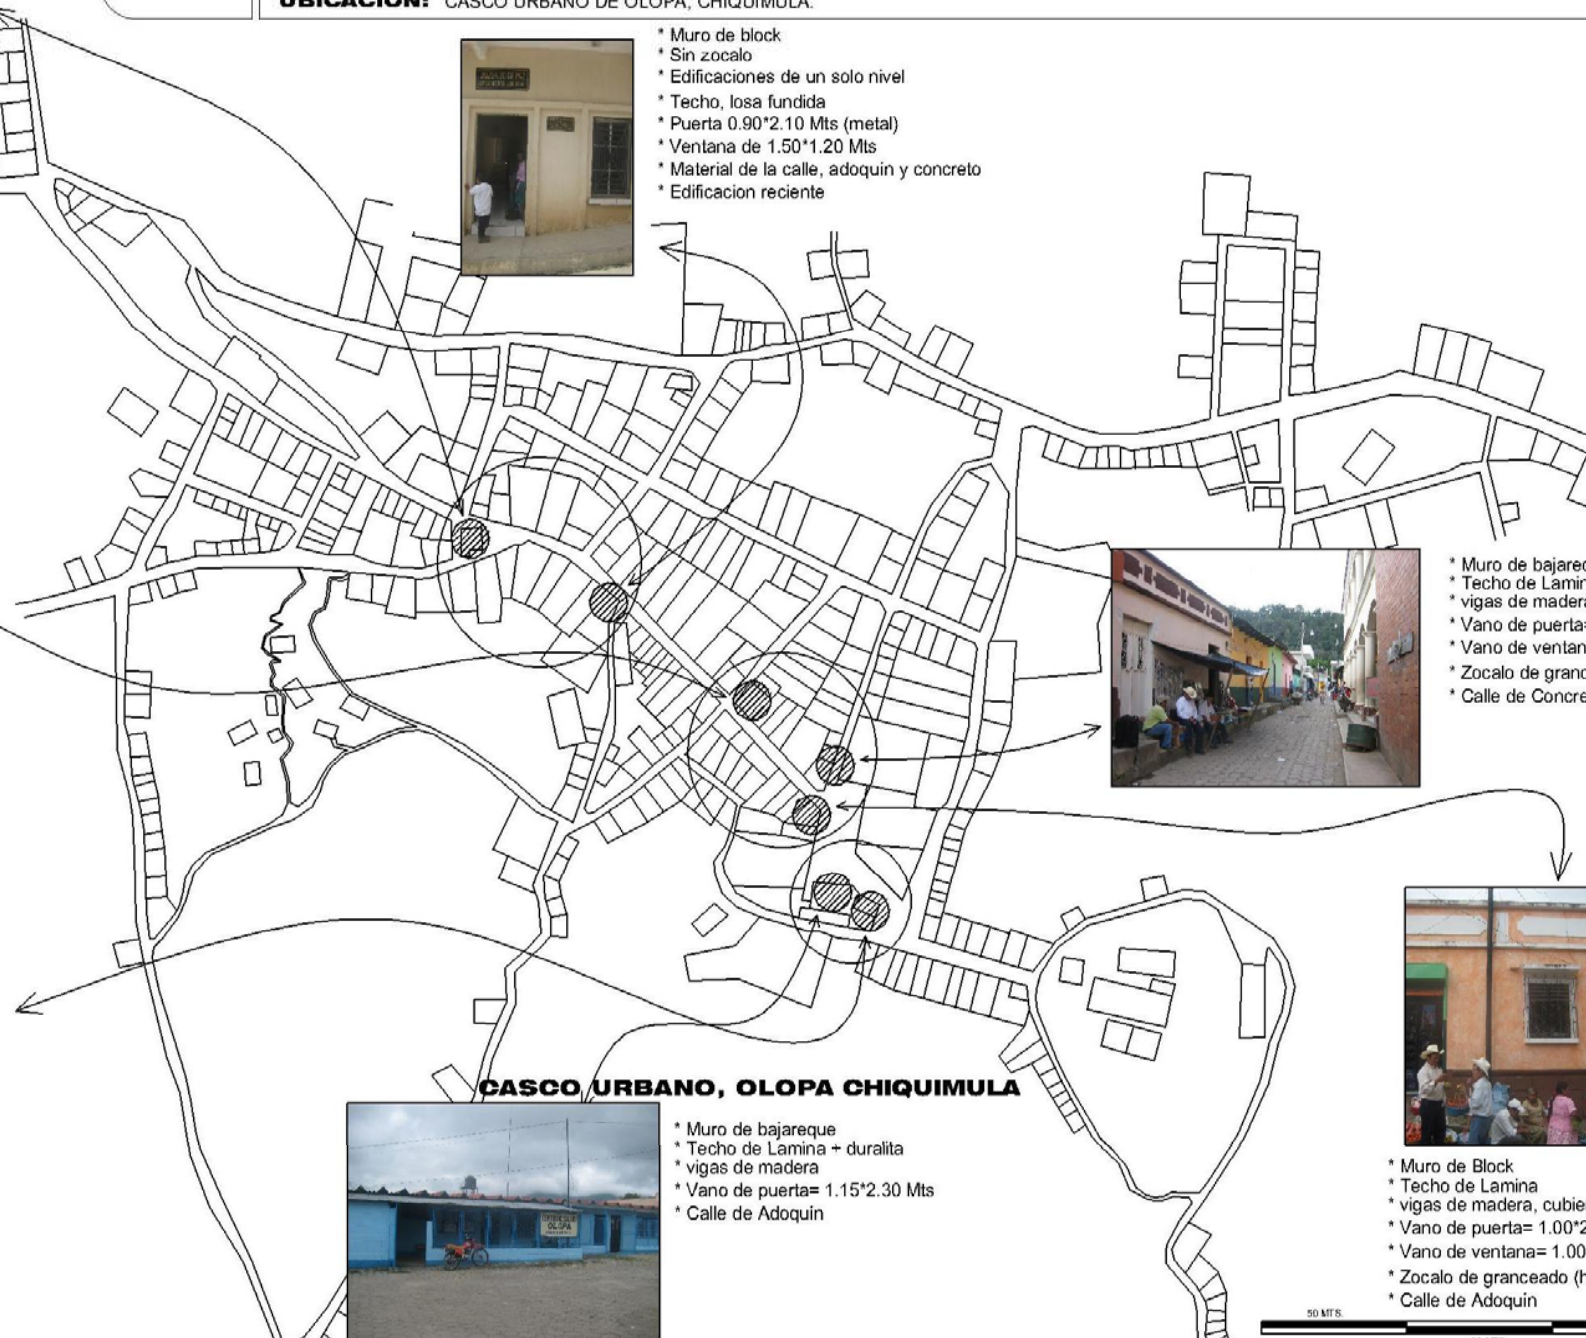 UBICACION: CASCO URBANO DE OLOPA, CHIQUIMULA.
* Muro de block
* Sin zocalo
* Edificaciones de un solo nivel
* Techo, losa fundida
* Puerta 0.90*2.10 Mts (metal)
* Ventana de 1.50*1.20 Mts
* Material de la calle, adoquin y concreto
* Edificacion reciente
* Muro de bajareq
* Techo de Lamin
* vigas de madera
* Vano de puerta=
* Vano de ventan
* Zocalo de grand
* Calle de Concre
CASCO URBANO, OLOPA CHIQUIMULA
OLOPA
* Muro de bajareque
* Techo de Lamina + duralita
* vigas de madera
* Vano de puerta= 1.15*2.30 Mts
* Calle de Adoquin
* Muro de Block
* Techo de Lamina
* vigas de madera, cubie
* Vano de puerta= 1.00*2
* Vano de ventana= 1.00
* Zocalo de granceado (h
* Calle de Adoquin
50 MTS.